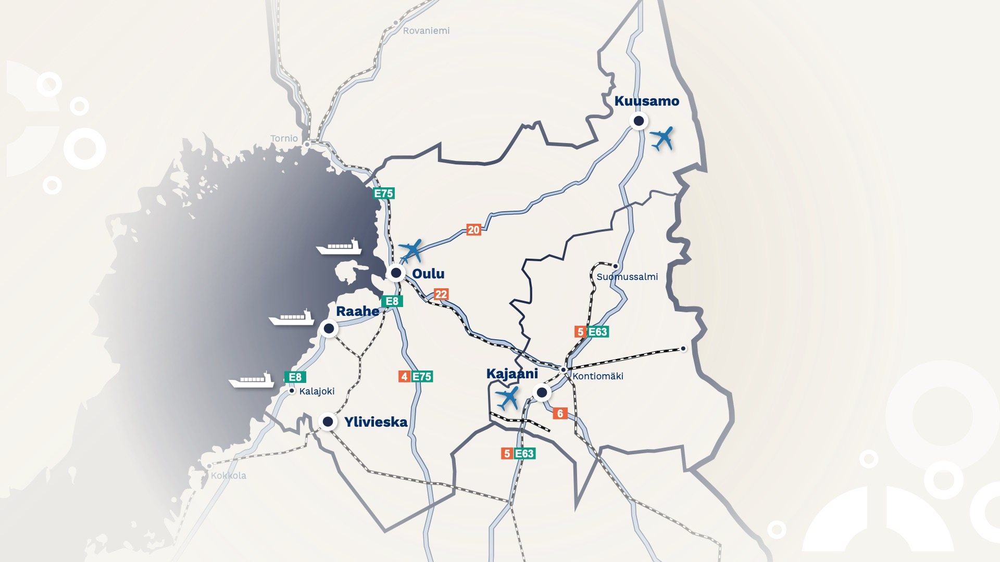 Rovaniemi
Kuusamo
Tornio
E75
20
Oulu
Suomussalmi
22
E8
Raahe
5 E63
Kajaani
Kontiomäki
4 E75
E8
Kalajoki
6
Ylivieska
5 E63
Kokkola